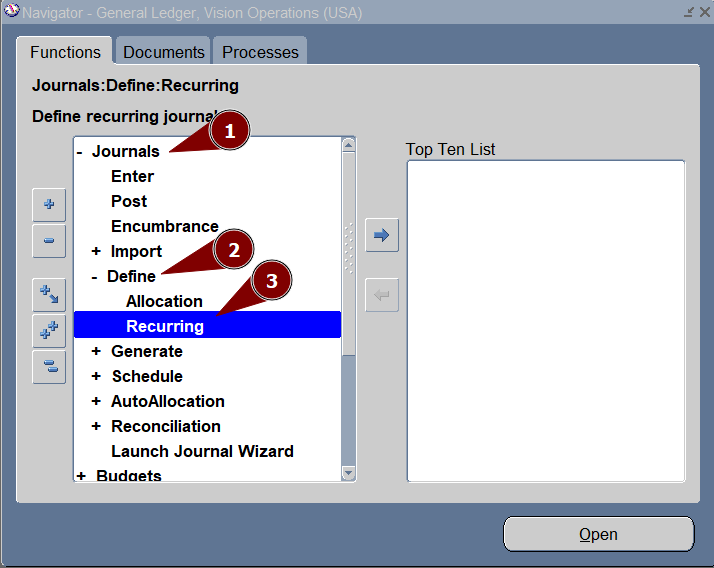 Navigator - General Ledger, Vision Operations (USA)
Functions
Documents
Processes
Journals:Define:Recurring
Define recurring journal
1
Top Ten List
- Journals
Enter
Post
Encumbrance
2
+ Import
- Define
3
Allocation
Recurring
+ Generate
+ Schedule
+ AutoAllocation
+ Reconciliation
Launch Journal Wizard
+ Budgets
Open